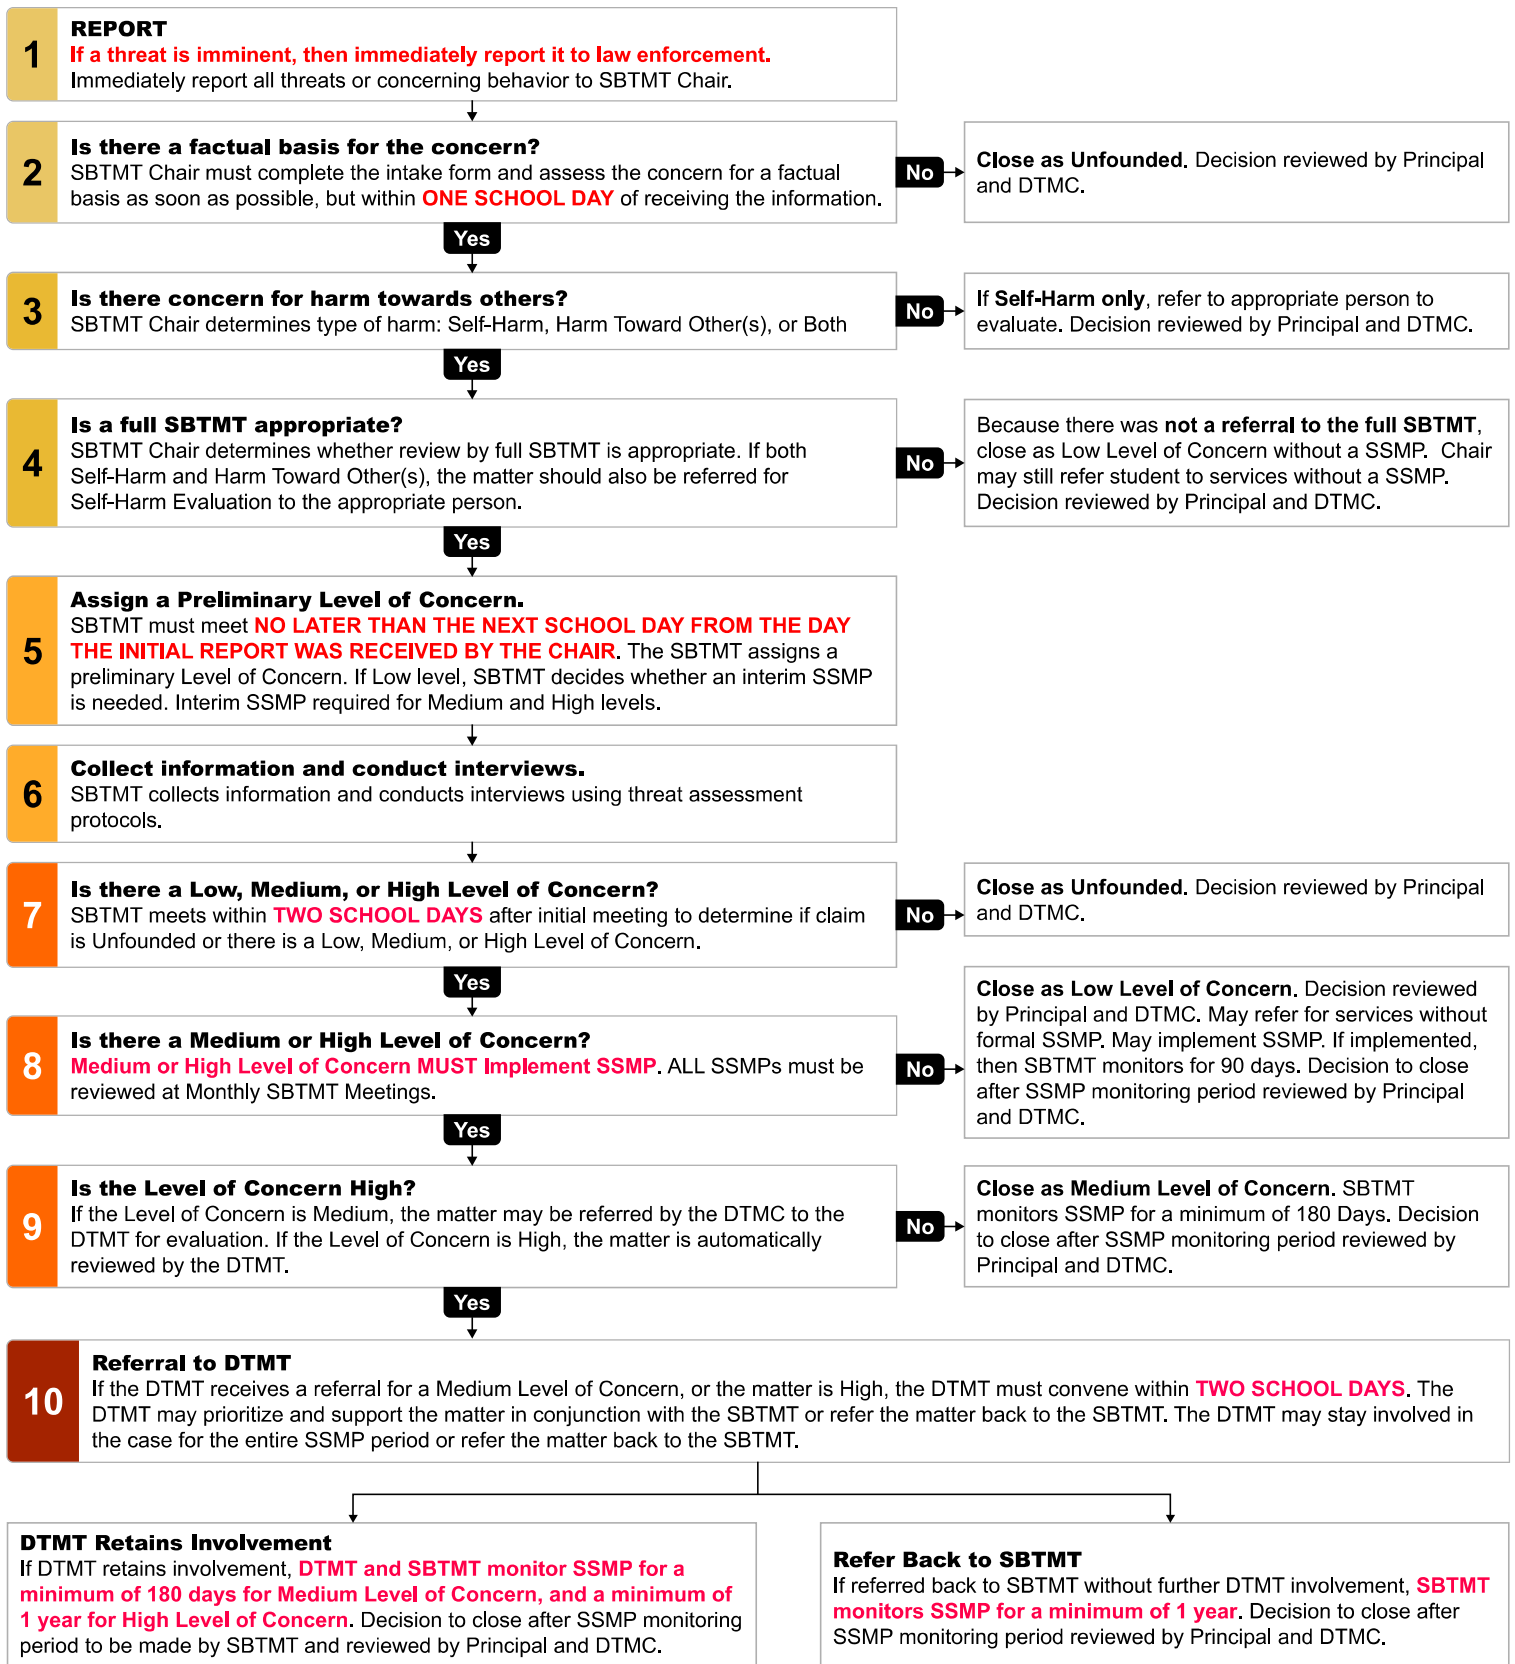 1
REPORT
If a threat is imminent, then immediately report it to law enforcement.
Immediately report all threats or concerning behavior to SBTMT Chair.
2
Is there a factual basis for the concern?
SBTMT Chair must complete the intake form and assess the concern for a factual
basis as soon as possible, but within ONE SCHOOL DAY of receiving the information.
No
Close as Unfounded. Decision reviewed by Principal
and DTMC.
Yes
3
Is there concern for harm towards others?
SBTMT Chair determines type of harm: Self-Harm, Harm Toward Other(s), or Both
No
If Self-Harm only, refer to appropriate person to
evaluate. Decision reviewed by Principal and DTMC.
Yes
4
Is a full SBTMT appropriate?
SBTMT Chair determines whether review by full SBTMT is appropriate. If both
Self-Harm and Harm Toward Other(s), the matter should also be referred for
Self-Harm Evaluation to the appropriate person.
No
Because there was not a referral to the full SBTMT,
close as Low Level of Concern without a SSMP. Chair
may still refer student to services without a SSMP.
Decision reviewed by Principal and DTMC.
Yes
5
Assign a Preliminary Level of Concern.
SBTMT must meet NO LATER THAN THE NEXT SCHOOL DAY FROM THE DAY
THE INITIAL REPORT WAS RECEIVED BY THE CHAIR. The SBTMT assigns a
preliminary Level of Concern. If Low level, SBTMT decides whether an interim SSMP
is needed. Interim SSMP required for Medium and High levels.
6
Collect information and conduct interviews.
SBTMT collects information and conducts interviews using threat assessment
protocols.
7
Is there a Low, Medium, or High Level of Concern?
SBTMT meets within TWO SCHOOL DAYS after initial meeting to determine if claim
is Unfounded or there is a Low, Medium, or High Level of Concern.
No
Close as Unfounded. Decision reviewed by Principal
and DTMC.
Yes
8
Is there a Medium or High Level of Concern?
Medium or High Level of Concern MUST Implement SSMP. ALL SSMPs must be
reviewed at Monthly SBTMT Meetings.
No
Close as Low Level of Concern. Decision reviewed
by Principal and DTMC. May refer for services without
formal SSMP. May implement SSMP. If implemented,
then SBTMT monitors for 90 days. Decision to close
after SSMP monitoring period reviewed by Principal
and DTMC.
Yes
9
Is the Level of Concern High?
If the Level of Concern is Medium, the matter may be referred by the DTMC to the
DTMT for evaluation. If the Level of Concern is High, the matter is automatically
reviewed by the DTMT.
No
Close as Medium Level of Concern. SBTMT
monitors SSMP for a minimum of 180 Days. Decision
to close after SSMP monitoring period reviewed by
Principal and DTMC.
Yes
10
Referral to DTMT
If the DTMT receives a referral for a Medium Level of Concern, or the matter is High, the DTMT must convene within TWO SCHOOL DAYS. The
DTMT may prioritize and support the matter in conjunction with the SBTMT or refer the matter back to the SBTMT. The DTMT may stay involved in
the case for the entire SSMP period or refer the matter back to the SBTMT.
DTMT Retains Involvement
If DTMT retains involvement, DTMT and SBTMT monitor SSMP for a
minimum of 180 days for Medium Level of Concern, and a minimum of
1 year for High Level of Concern. Decision to close after SSMP monitoring
period to be made by SBTMT and reviewed by Principal and DTMC.
Refer Back to SBTMT
If referred back to SBTMT without further DTMT involvement, SBTMT
monitors SSMP for a minimum of 1 year. Decision to close after
SSMP monitoring period reviewed by Principal and DTMC.